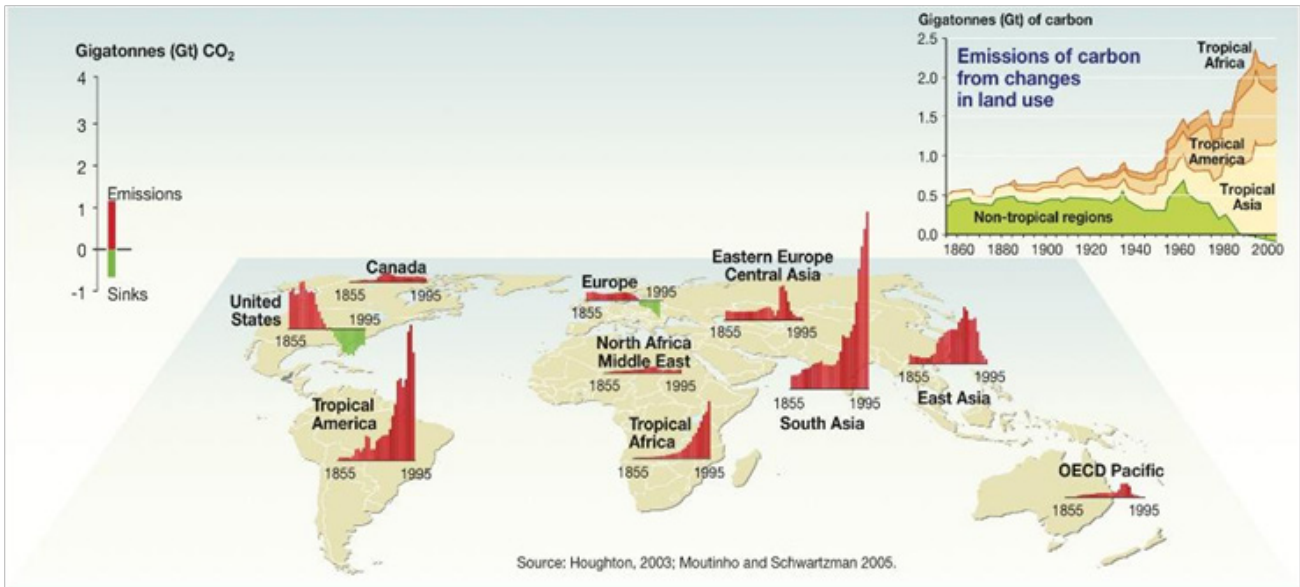 Gigatonnes (Gt) CO₂
4
3
2
1
0
-1
Emissions
Sinks
Gigatonnes (Gt) of carbon
2.5
2.0
1.5
1.0
0.5
0.0
Emissions of carbon
from changes
in land use
Tropical
Africa
Tropical
America
Tropical
Asia
Non-tropical regions
1860 1880 1900 1920 1940 1960 1980 2000
Canada
1855 1995
United
States
1855 1995
Europe
1855 1995
Eastern Europe
Central Asia
1855 1995
North Africa
Middle East
1855 1995
Tropical
America
1855 1995
Tropical
Africa
1855 1995
1855 1995
South Asia
1855 1995
East Asia
OECD Pacific
1855 1995
Source: Houghton, 2003; Moutinho and Schwartzman 2005.